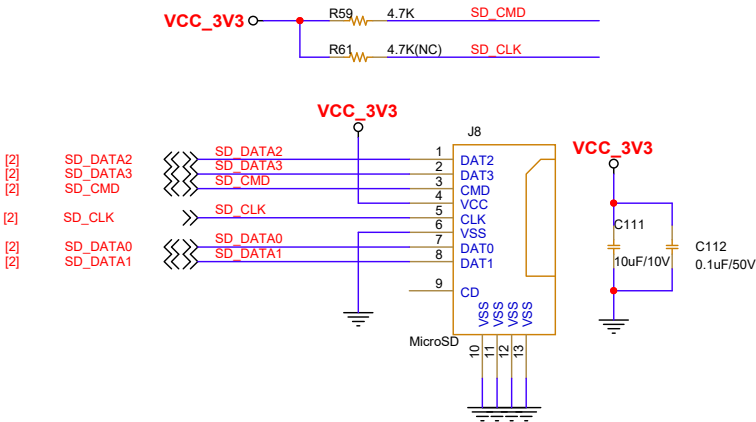 VCC_3V3
R59 4.7K SD_CMD
R61 4.7K(NC) SD_CLK
VCC_3V3
J8
[2] SD_DATA2 SD_DATA2 1 DAT2
[2] SD_DATA3 SD_DATA3 2 DAT3
[2] SD_CMD SD_CMD 3 CMD
4 VCC
[2] SD_CLK SD_CLK 5 CLK
6 VSS
[2] SD_DATA0 SD_DATA0 7 DAT0
[2] SD_DATA1 SD_DATA1 8 DAT1
9 CD
VSS VSS VSS VSS
MicroSD
10 11 12 13
VCC_3V3
C111
10uF/10V
C112
0.1uF/50V